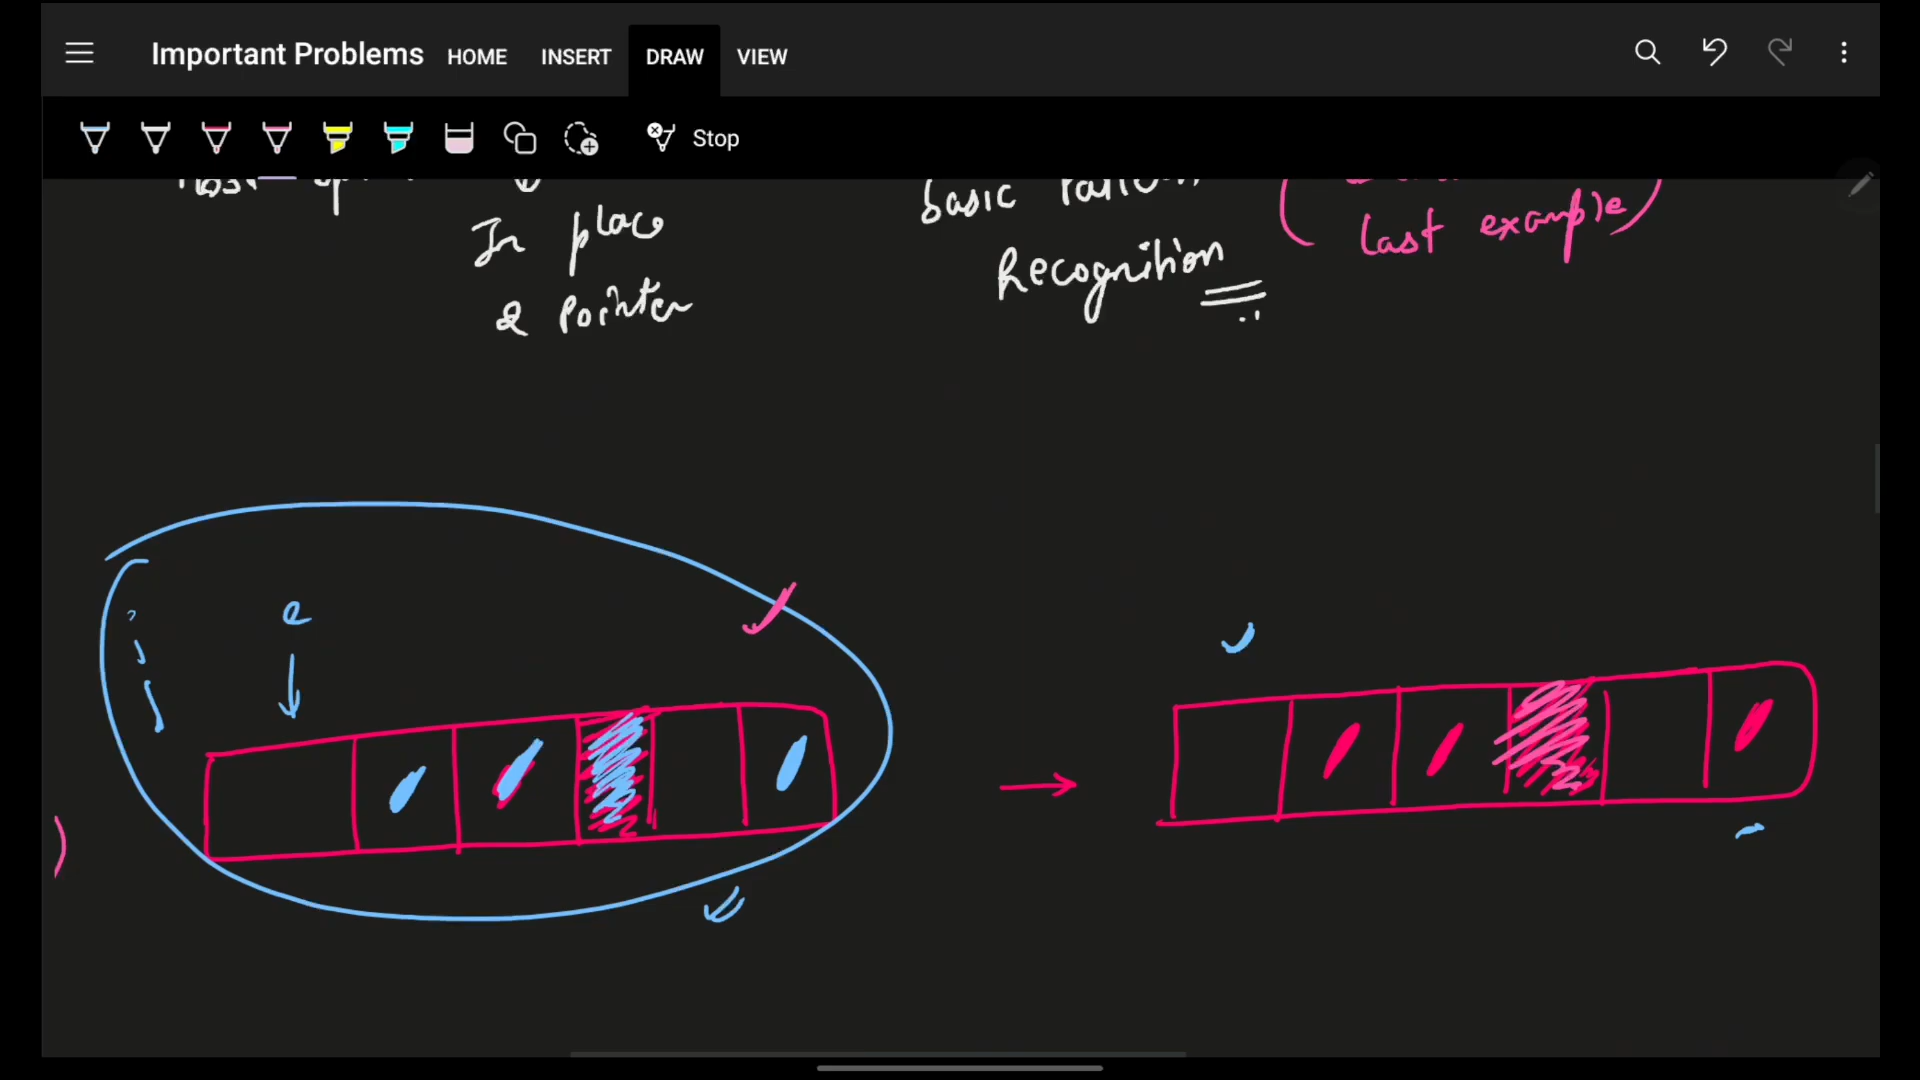 Important Problems HOME INSERT DRAW VIEW
Stop
basic
In place
2 Pointer
Recognition
last example
e